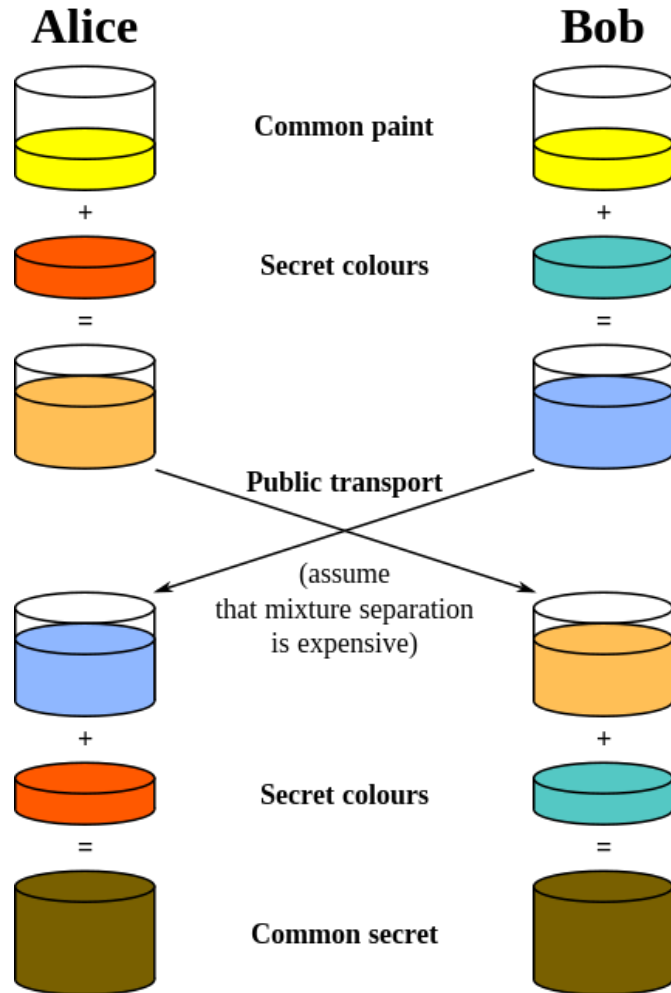 Alice Bob
Common paint
+ +
Secret colours
= =
Public transport
(assume
that mixture separation
is expensive)
+ +
Secret colours
= =
Common secret